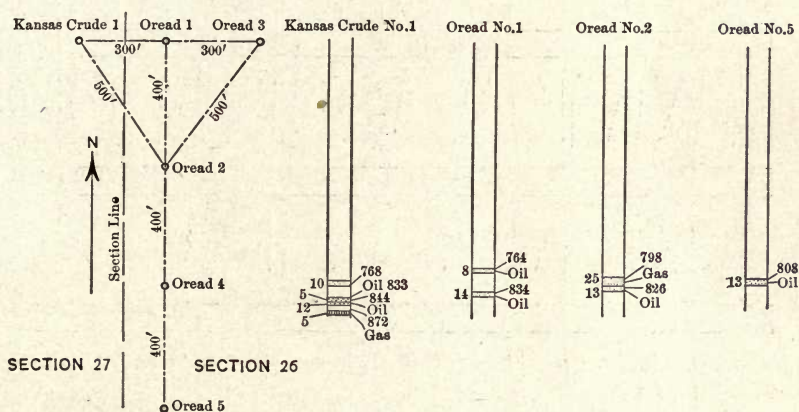 Kansas Crude 1 Oread 1 Oread 3
300' 300'
500' 400' 500'
N
Oread 2
Section Line
400'
Oread 4
400'
SECTION 27 SECTION 26
Oread 5
Kansas Crude No.1
768
10 Oil 833
5 844
12 Oil
5 872
Gas
Oread No.1
764
8 Oil
834
14 Oil
Oread No.2
798
25 Gas
826
13 Oil
Oread No.5
808
13 Oil